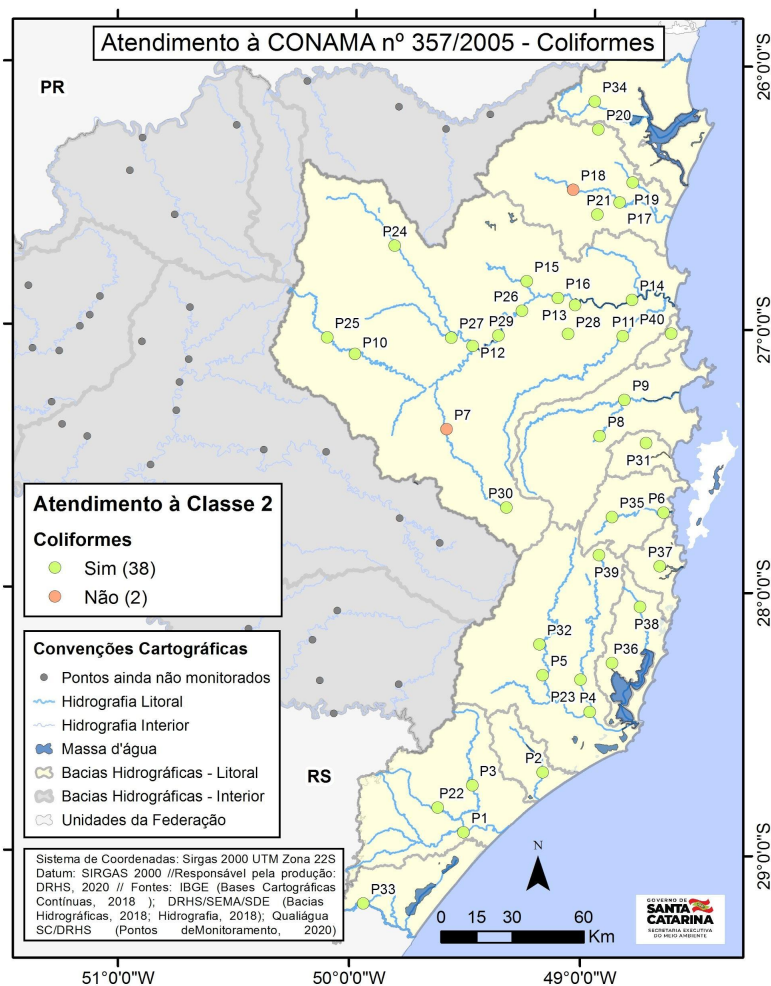 Atendimento à CONAMA nº 357/2005 - Coliformes
PR
P34
P20
P18
P19
P21
P17
P24
P15
P26
P16
P14
P13
P25
P10
P27
P29
P12
P28
P11
P40
P9
P7
P8
P31
P30
P35
P6
P39
P37
P38
P32
P36
P5
P23
P4
P2
P3
P22
P1
P33
RS
26°0'0"S
27°0'0"S
28°0'0"S
29°0'0"S
Atendimento à Classe 2
Coliformes
Sim (38)
Não (2)
Convenções Cartográficas
Pontos ainda não monitorados
Hidrografia Litoral
Hidrografia Interior
Massa d'água
Bacias Hidrográficas - Litoral
Bacias Hidrográficas - Interior
Unidades da Federação
Sistema de Coordenadas: Sirgas 2000 UTM Zona 22S
Datum: SIRGAS 2000 //Responsável pela produção:
DRHS, 2020 // Fontes: IBGE (Bases Cartográficas
Contínuas, 2018 ); DRHS/SEMA/SDE (Bacias
Hidrográficas, 2018; Hidrografia, 2018); Qualiágua
SC/DRHS (Pontos deMonitoramento, 2020)
N
0 15 30 60
Km
GOVERNO DE
SANTA
CATARINA
SECRETARIA EXECUTIVA
DO MEIO AMBIENTE
51°0'0"W
50°0'0"W
49°0'0"W